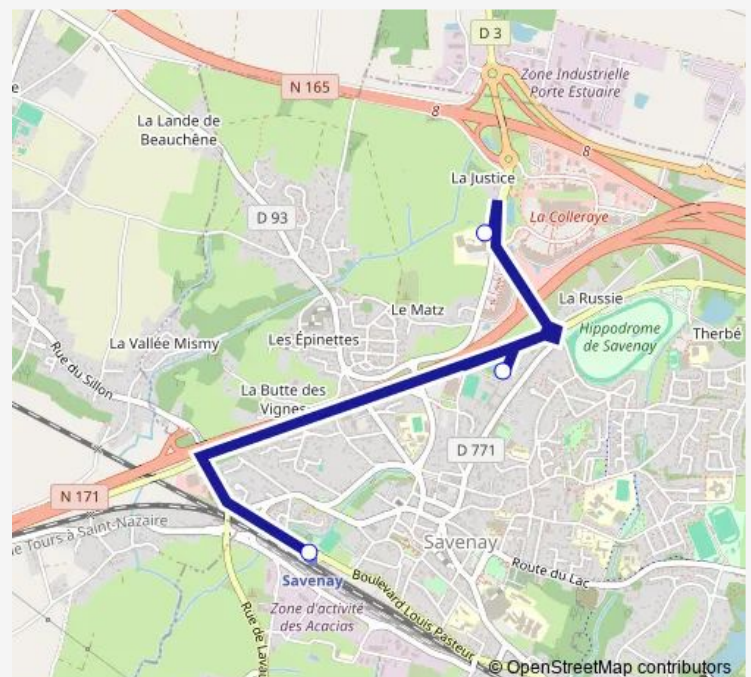 D 3
Zone Industrielle
Porte Estuaire
N 165
8
8
La Lande de
Beauchêne
La Justice
D 93
La Colleraye
La Russie
Le Matz
Hippodrome
de Savenay
Therbé
La Vallée Mismy
Les Épinettes
Rue du Sillon
La Butte des
Vignes
D 771
N 171
e Tours à Saint-Nazaire
Savenay
Route du Lac
Savenay
Boulevard Louis Pasteur
Zone d'activité
des Acacias
Rue de Lavau
© OpenStreetMap contributors